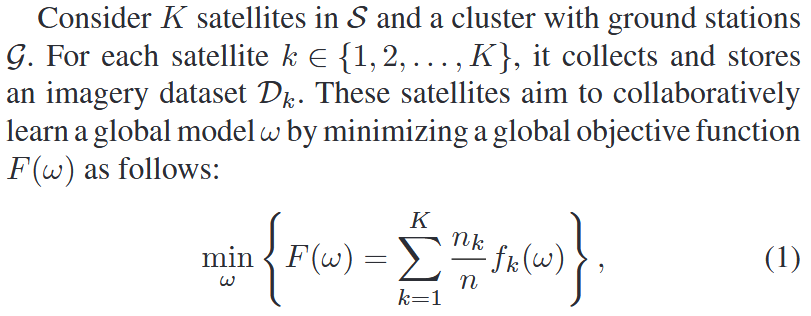 Consider K satellites in 𝒮 and a cluster with ground stations
𝒢. For each satellite k ∈ {1, 2, . . . , K}, it collects and stores
an imagery dataset 𝒟ₖ. These satellites aim to collaboratively
learn a global model ω by minimizing a global objective function
F(ω) as follows:
min_ω { F(ω) = ∑_{k=1}^{K} \frac{n_k}{n} f_k(ω) } , (1)